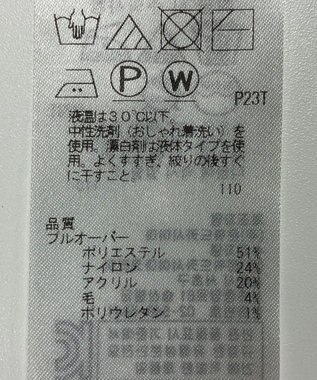 P W
P23T
液温は30℃以下。
中性洗剤(おしゃれ着洗い)を
使用。漂白剤は液体タイプを使
用。よくすすぎ、絞りの後すぐ
に干すこと。
110
品質
プルオーバー
ポリエステル 51%
ナイロン 24%
アクリル 20%
毛 4%
ポリウレタン 1%